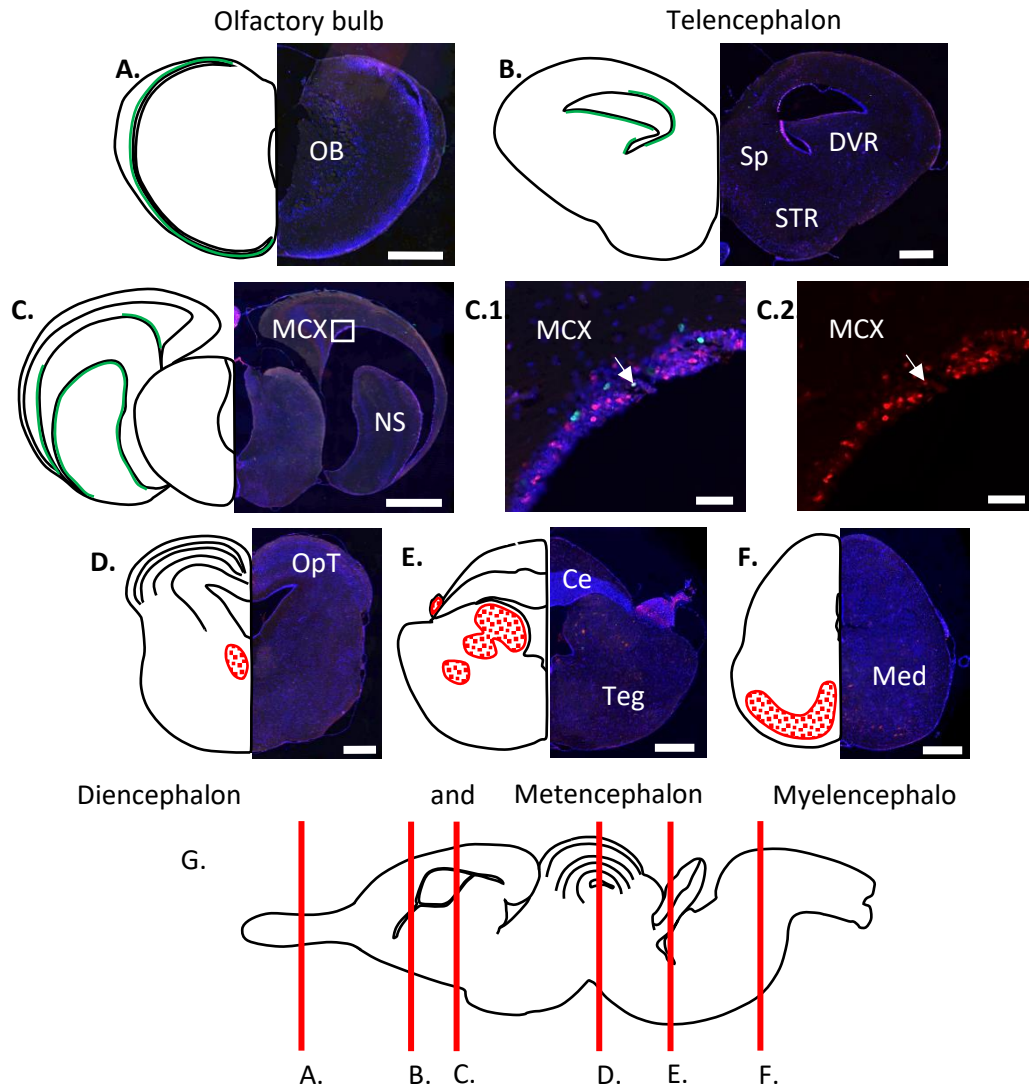 Olfactory bulb Telencephalon
A. B.
OB Sp DVR
STR
C. C.1 C.2
MCX MCX MCX
NS
D. E. F.
OpT Ce
Teg Med
Diencephalon and Metencephalon Myelencephalo
G.
A. B. C. D. E. F.